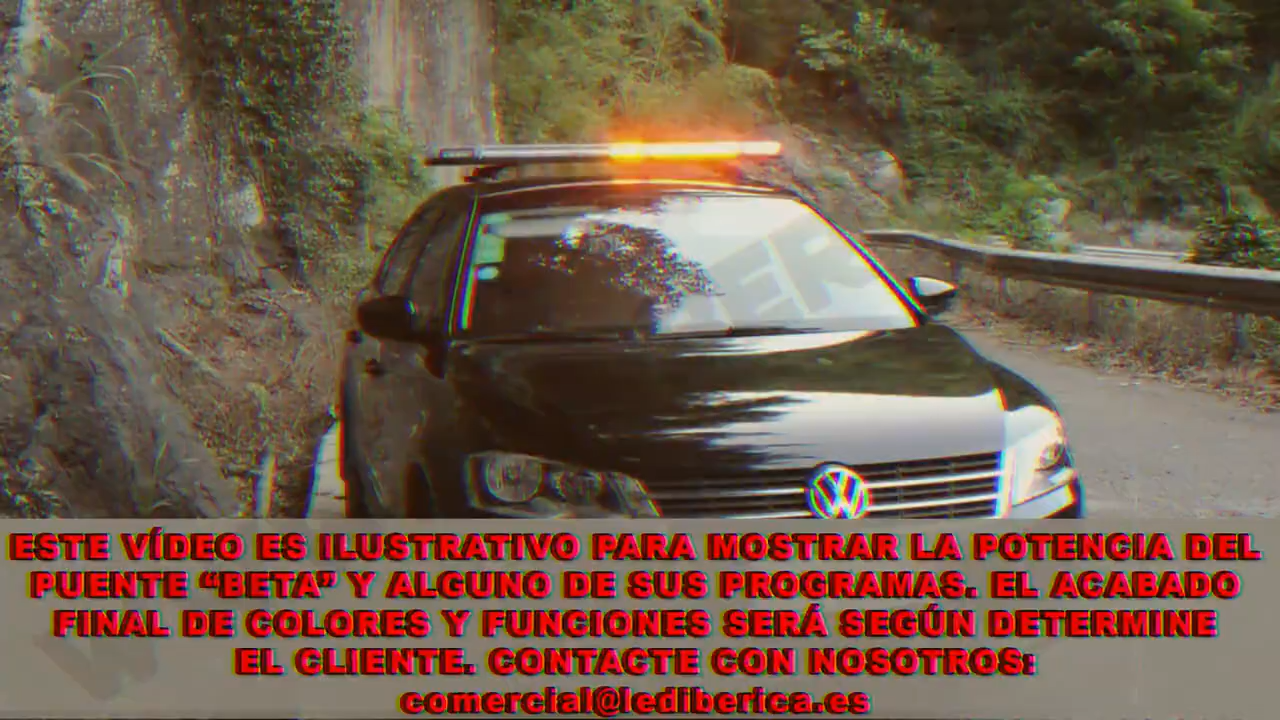 ESTE VÍDEO ES ILUSTRATIVO PARA MOSTRAR LA POTENCIA DEL
PUENTE “BETA” Y ALGUNO DE SUS PROGRAMAS. EL ACABADO
FINAL DE COLORES Y FUNCIONES SERÁ SEGÚN DETERMINE
EL CLIENTE. CONTACTE CON NOSOTROS:
comercial@lediberica.es